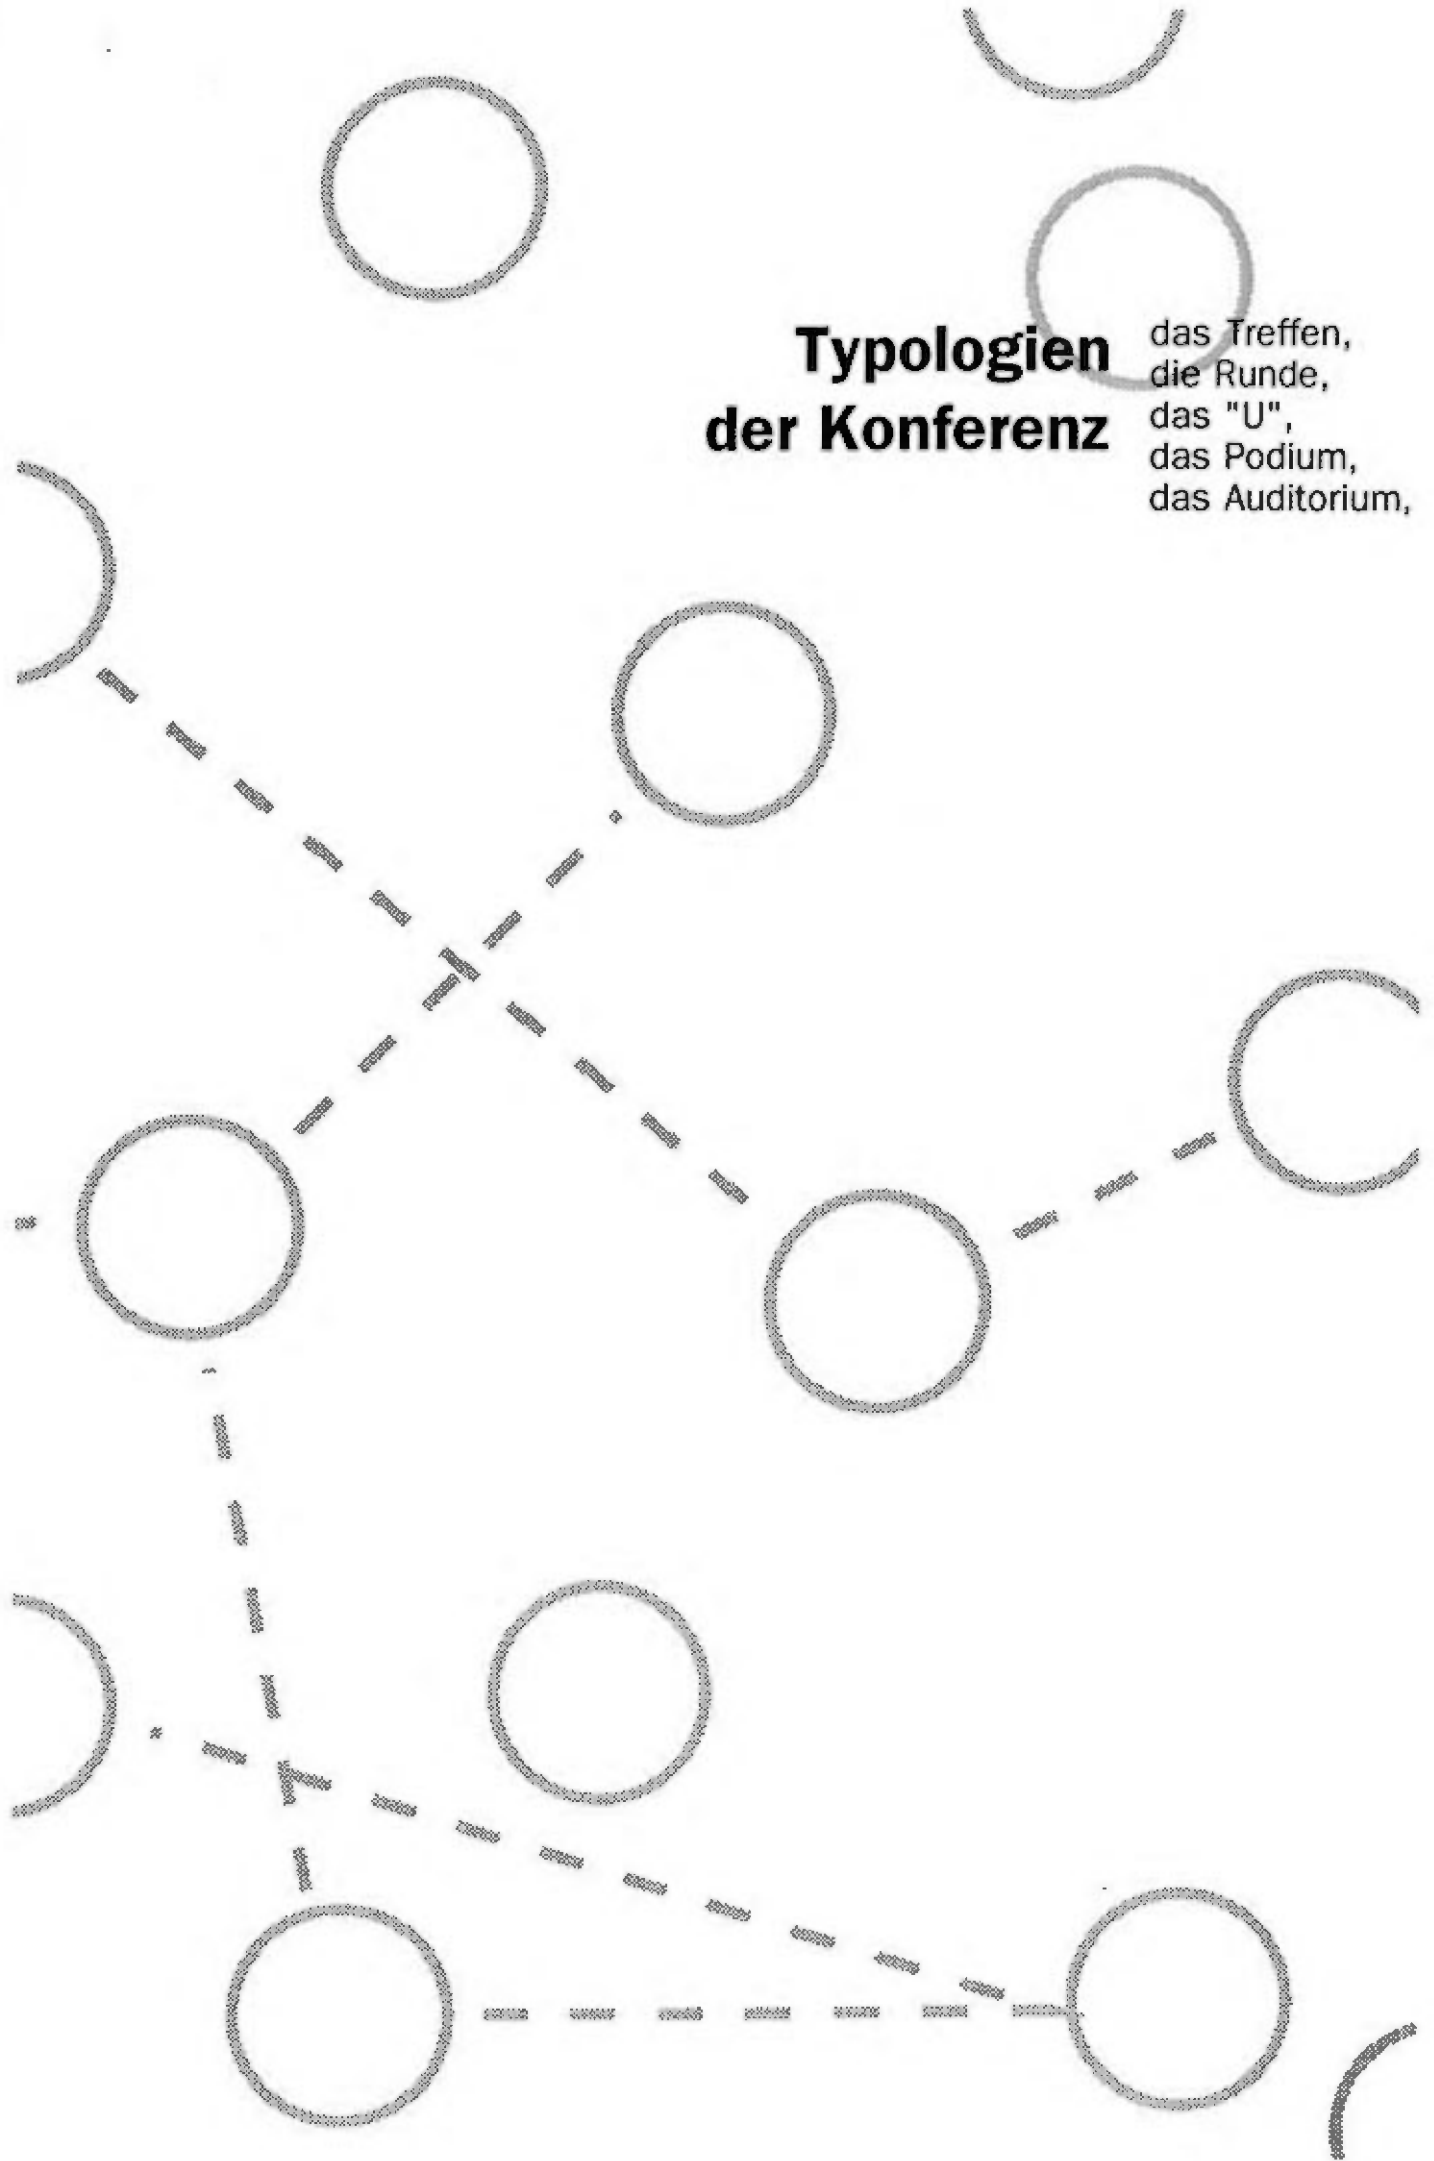 Typologien
der Konferenz
das Treffen,
die Runde,
das "U",
das Podium,
das Auditorium,